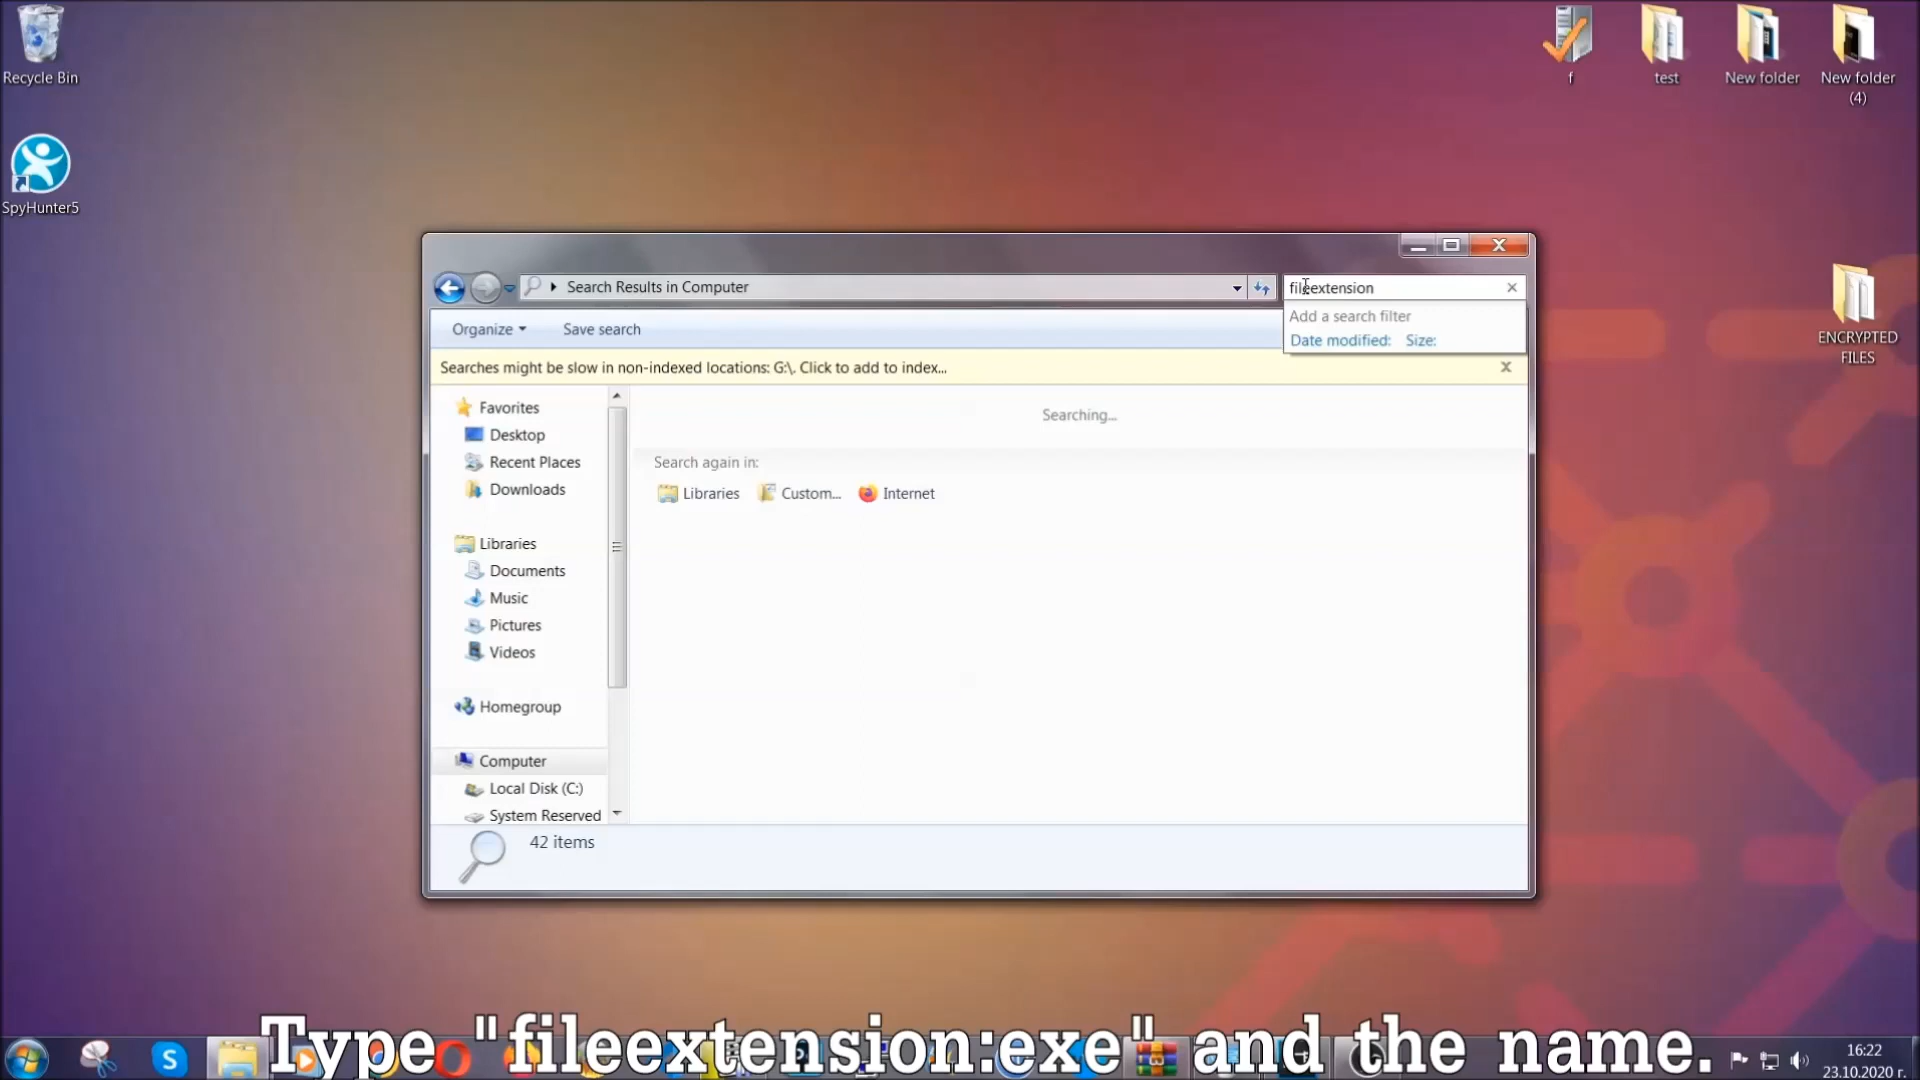 Recycle Bin
SpyHunter5
f
test
New folder
New folder
(4)
ENCRYPTED
FILES
Search Results in Computer
fileextension
Add a search filter
Date modified: Size:
Organize
Save search
Searches might be slow in non-indexed locations: G:\. Click to add to index...
Favorites
Desktop
Recent Places
Downloads
Libraries
Documents
Music
Pictures
Videos
Homegroup
Computer
Local Disk (C:)
System Reserved
Searching...
Search again in:
Libraries
Custom...
Internet
42 items
Type "fileextension:exe" and the name.
16:22
23.10.2020 г.